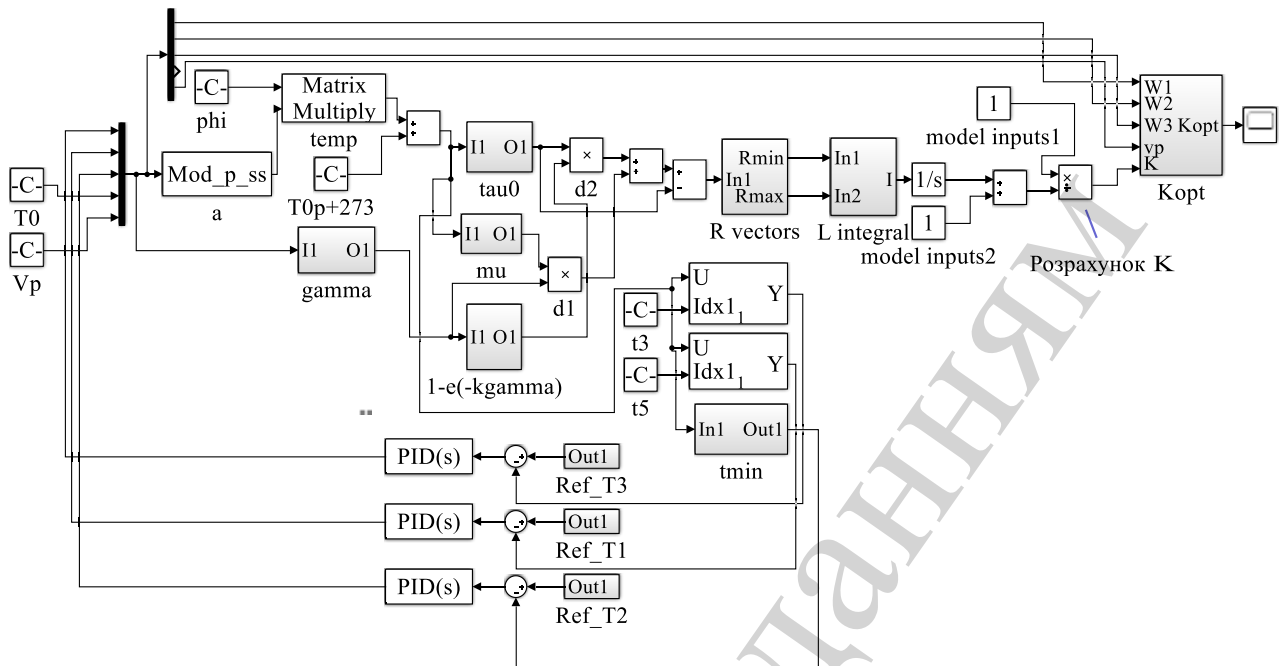 -C-
phi
Matrix
Multiply
temp
+
+
-C-
T0p+273
-C-
T0
-C-
Vp
Mod_p_ss
a
I1 O1
gamma
I1 O1
tau0
I1 O1
mu
×
d1
×
d2
I1 O1
1-e(-kgamma)
+
+
+
-
In1
Rmin
Rmax
R vectors
In1
In2
I
L integral
1/s
+
+
1
model inputs1
1
model inputs2
×
÷
Розрахунок K
W1
W2
W3
vp
K
Kopt
Kopt
U
Idx1
1
Y
-C-
t3
U
Idx1
1
Y
-C-
t5
In1 Out1
tmin
PID(s)
-+
Out1
Ref_T3
PID(s)
-+
Out1
Ref_T1
PID(s)
-+
Out1
Ref_T2
данням